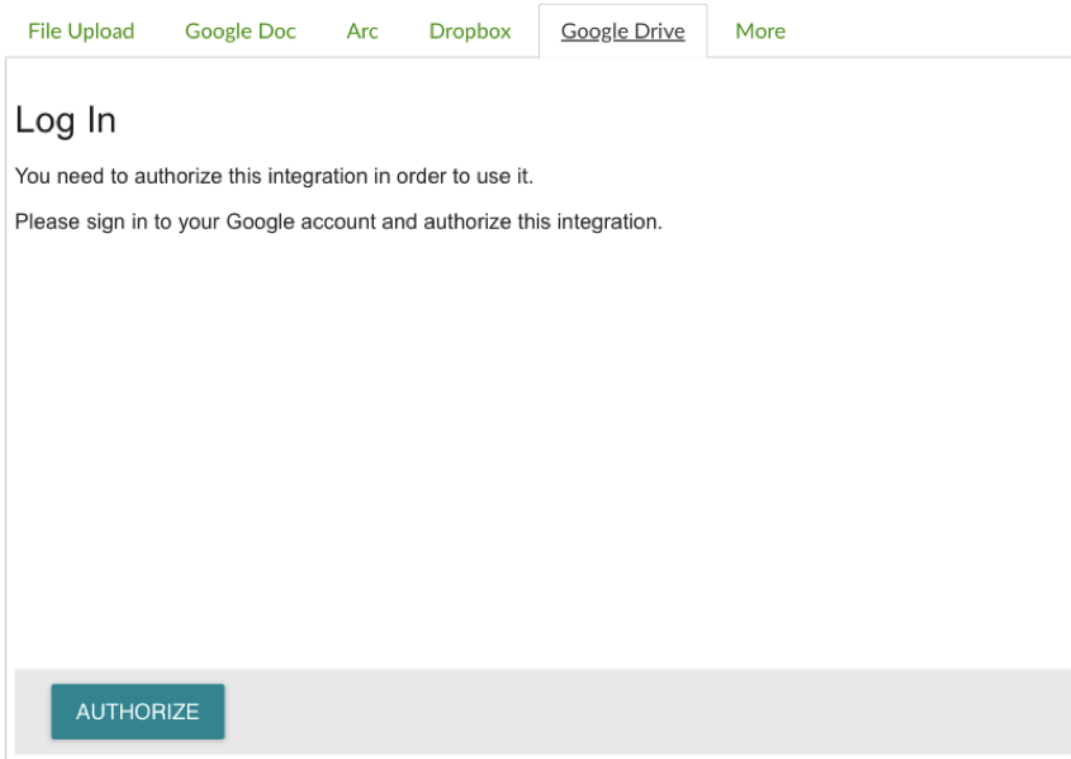 File Upload Google Doc Arc Dropbox Google Drive More
Log In
You need to authorize this integration in order to use it.
Please sign in to your Google account and authorize this integration.
AUTHORIZE